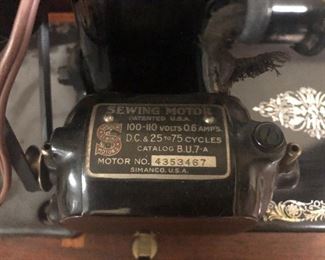 SEWING MOTOR
PATENTED U.S.A.
100-110 VOLTS 0.6 AMPS.
D.C. & 25 TO 75 CYCLES
CATALOG B.U.7-A
MOTOR NO. 4353467
SIMANCO. U.S.A.
S
MOTORS